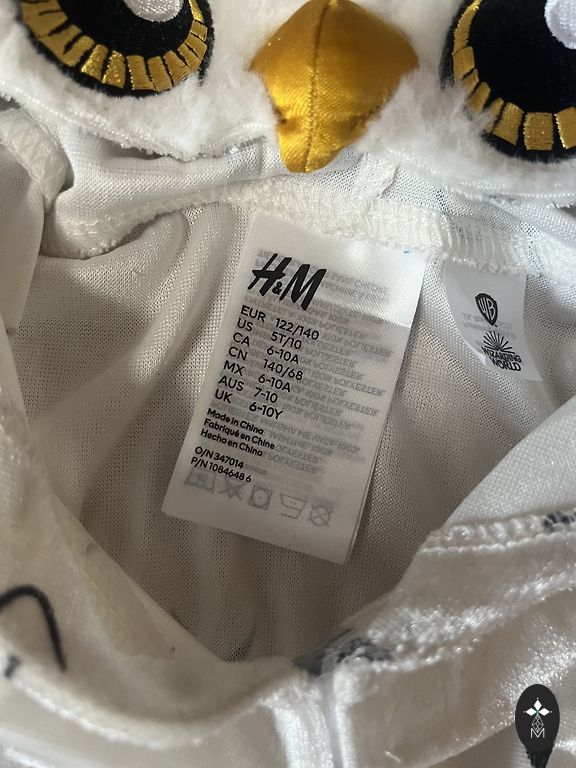 H&M
EUR 122/140
US 5T/10
CA 6-10A
CN 140/68
MX 6-10A
AUS 7-10
UK 6-10Y
Made in China
Fabriqué en Chine
Hecho en China
O/N 347014
P/N 1084648 6
WB
WIZARDING
WORLD